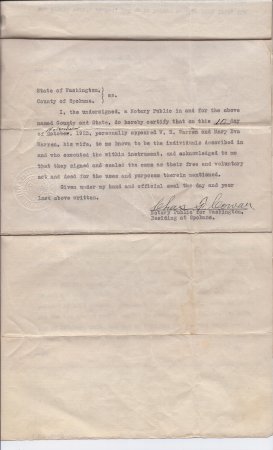 State of Washington,)
)ss.
County of Spokane. )
I, the undersigned, a Notary Public in and for the above
named County and State, do hereby certify that on this 1st day
of October, 1912, personally appeared W. H. Warren and Mary Eva
Warren, his wife, to me known to be the individuals described in
and who executed the within instrument, and acknowledged to me
that they signed and sealed the same as their free and voluntary
act and deed for the uses and purposes therein mentioned.
Given under my hand and official seal the day and year
last above written.
Chas
Notary Public for Washington,
Residing at Spokane.